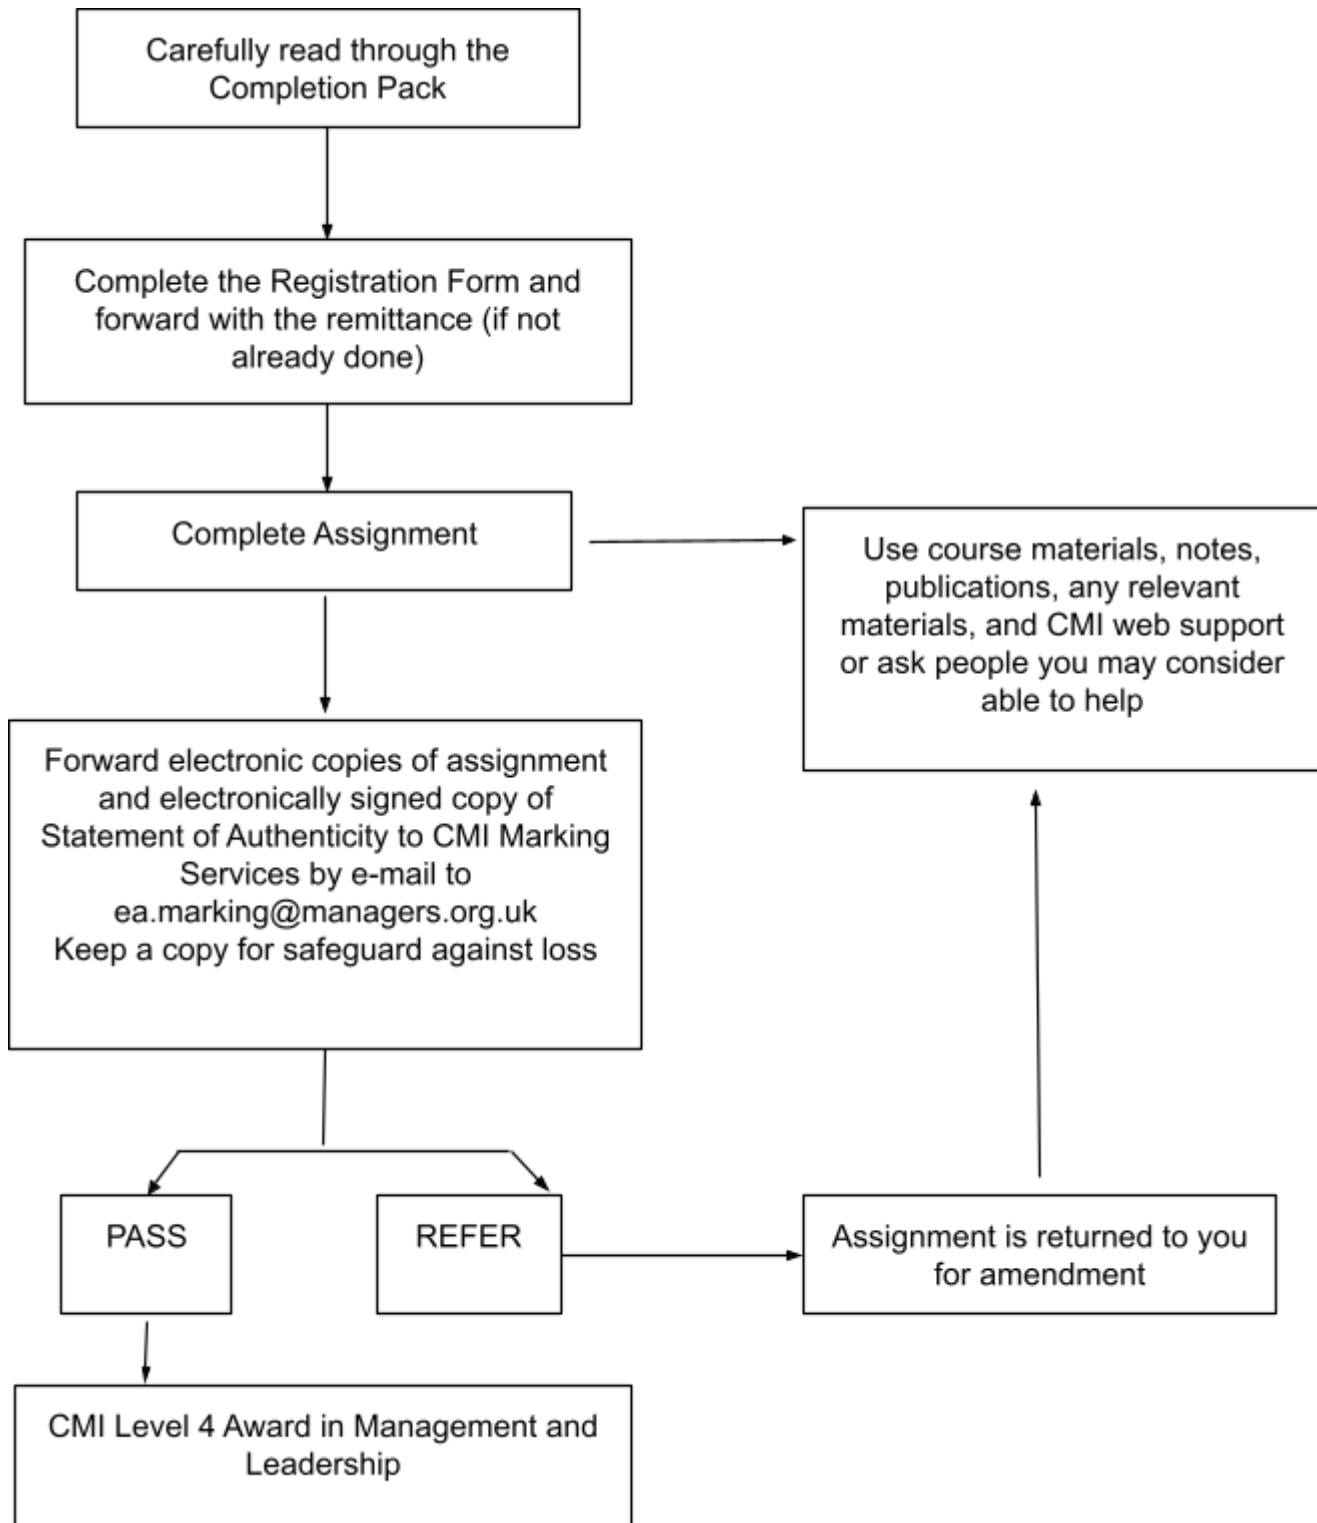 Carefully read through the
Completion Pack
Complete the Registration Form and
forward with the remittance (if not
already done)
Complete Assignment
Use course materials, notes,
publications, any relevant
materials, and CMI web support
or ask people you may consider
able to help
Forward electronic copies of assignment
and electronically signed copy of
Statement of Authenticity to CMI Marking
Services by e-mail to
ea.marking@managers.org.uk
Keep a copy for safeguard against loss
PASS
REFER
Assignment is returned to you
for amendment
CMI Level 4 Award in Management and
Leadership